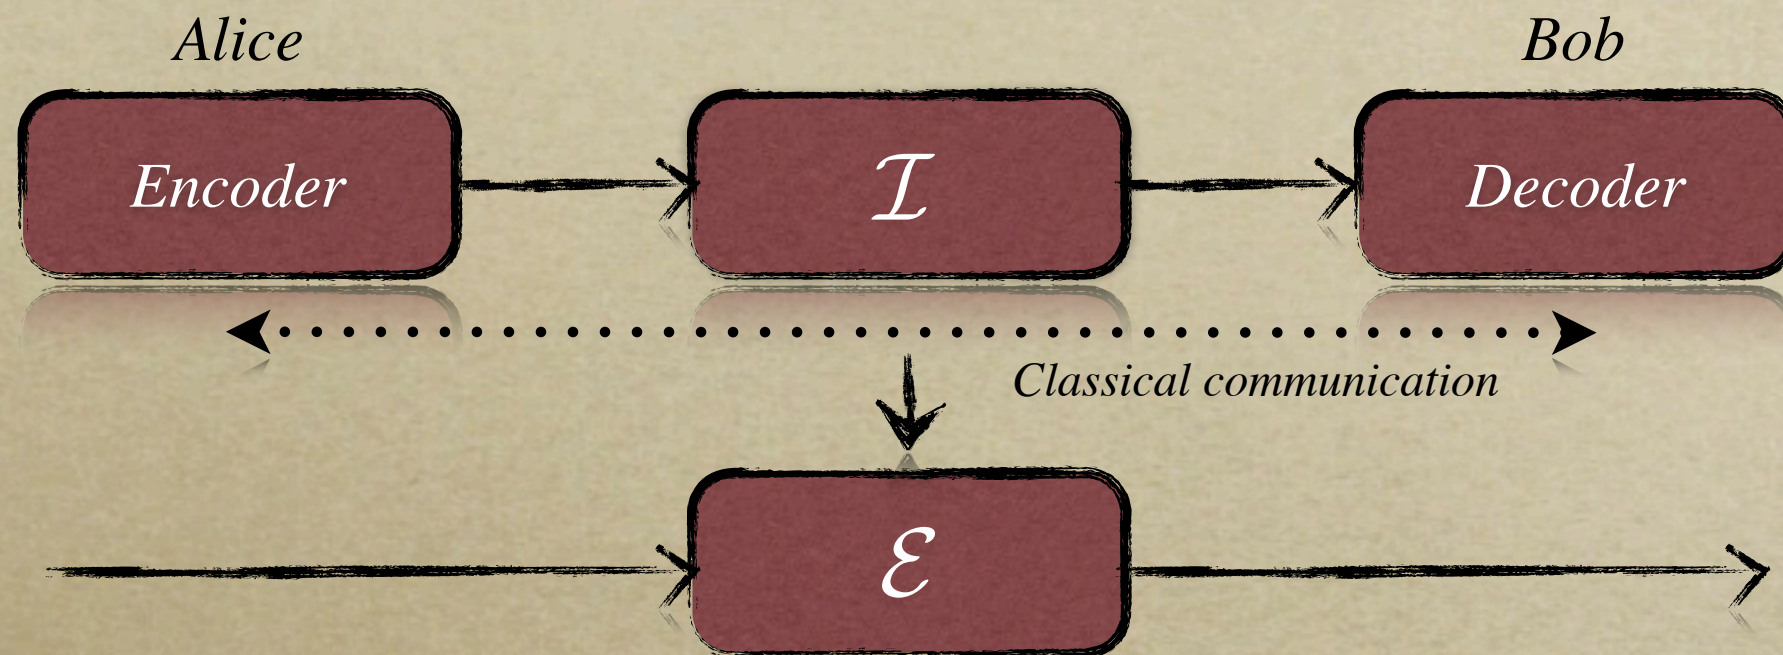 Alice
Bob
Encoder
ℐ
Decoder
Classical communication
ℰ